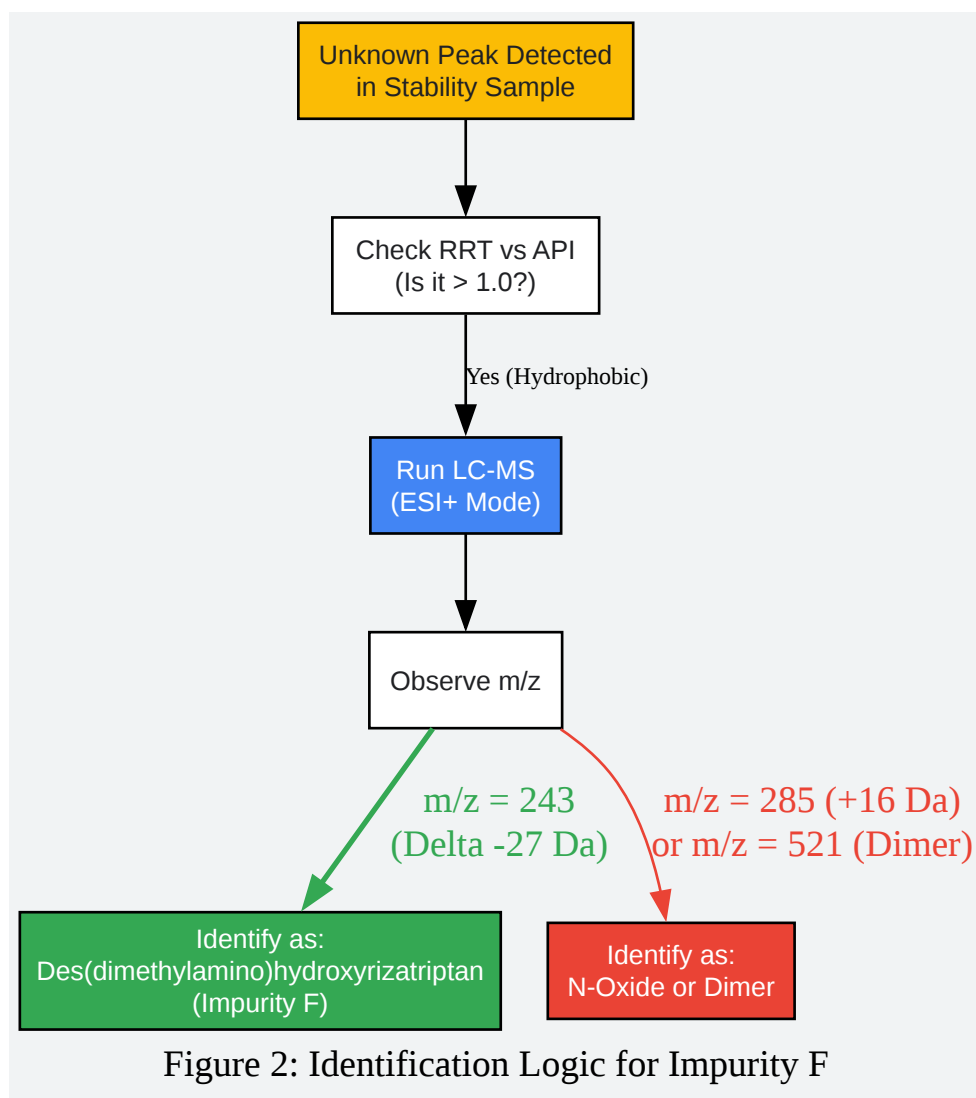 Unknown Peak Detected
in Stability Sample
Check RRT vs API
(Is it > 1.0?)
Yes (Hydrophobic)
Run LC-MS
(ESI+ Mode)
Observe m/z
m/z = 243
(Delta -27 Da)
m/z = 285 (+16 Da)
or m/z = 521 (Dimer)
Identify as:
Des(dimethylamino)hydroxyrizatriptan
(Impurity F)
Identify as:
N-Oxide or Dimer
Figure 2: Identification Logic for Impurity F